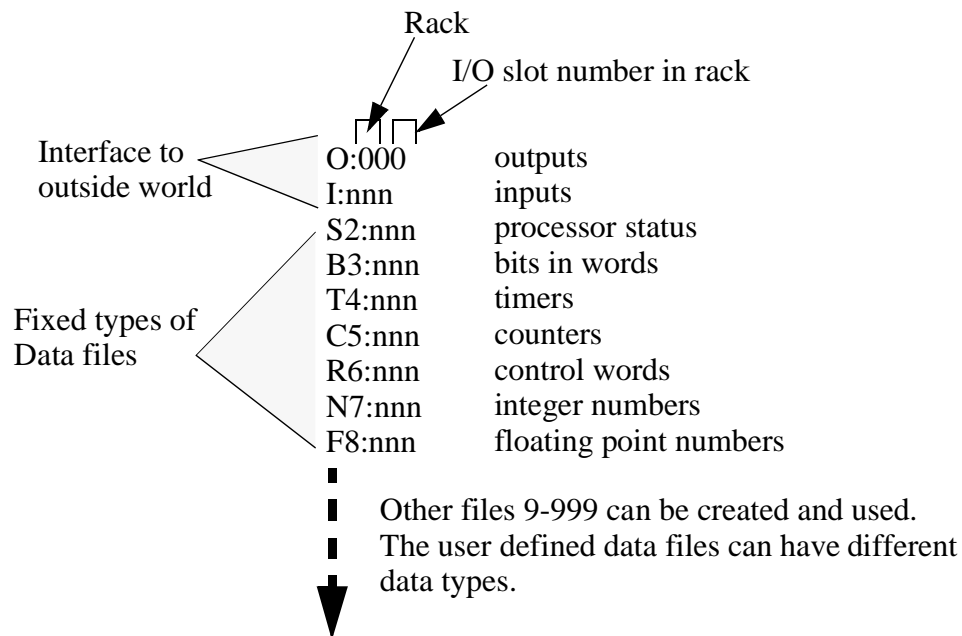 Rack
I/O slot number in rack
Interface to
outside world
O:000 outputs
I:nnn inputs
S2:nnn processor status
B3:nnn bits in words
T4:nnn timers
Fixed types of
Data files
C5:nnn counters
R6:nnn control words
N7:nnn integer numbers
F8:nnn floating point numbers
Other files 9-999 can be created and used.
The user defined data files can have different
data types.